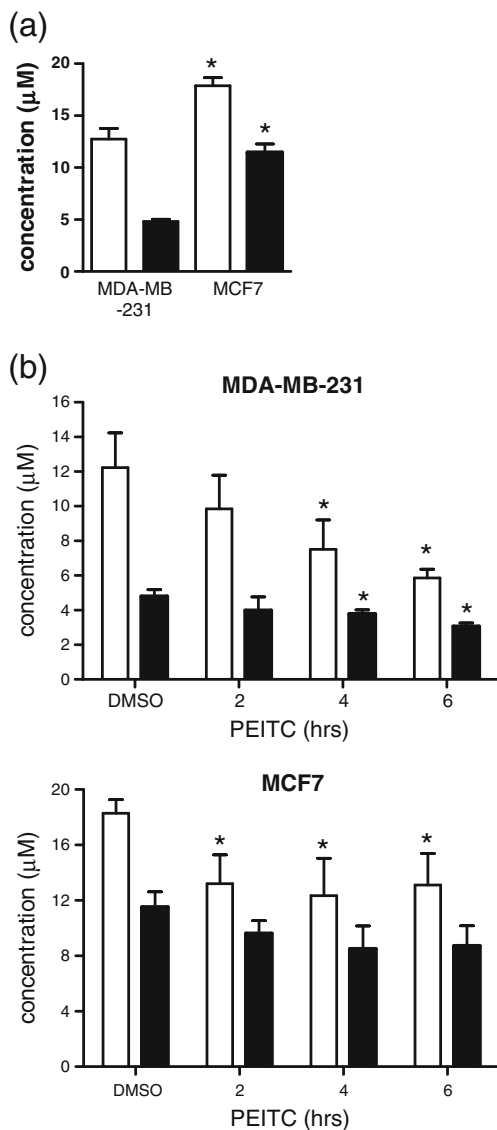 (a)
concentration (μM)
20
15
10
5
0
* *
MDA-MB
-231
MCF7
(b)
MDA-MB-231
concentration (μM)
16
14
12
10
8
6
4
2
0
* * * *
DMSO 2 4 6
PEITC (hrs)
MCF7
concentration (μM)
20
16
12
8
4
0
* * *
DMSO 2 4 6
PEITC (hrs)